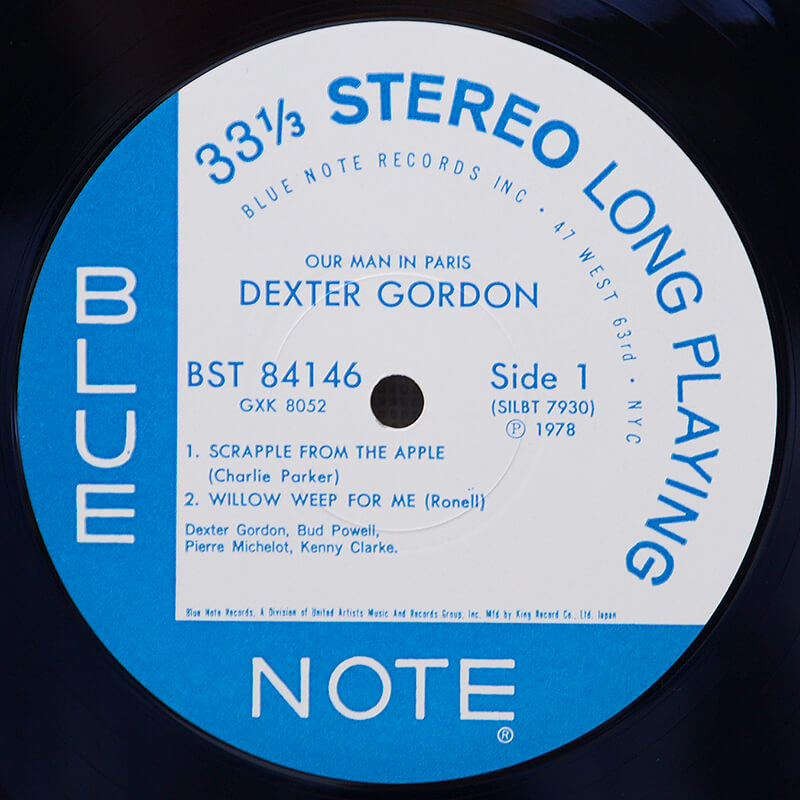 33⅓ STEREO LONG PLAYING
BLUE NOTE RECORDS INC · 47 WEST 63rd · NYC
OUR MAN IN PARIS
DEXTER GORDON
BST 84146
GXK 8052
Side 1
(SILBT 7930)
Ⓟ 1978
1. SCRAPPLE FROM THE APPLE
(Charlie Parker)
2. WILLOW WEEP FOR ME (Ronell)
Dexter Gordon, Bud Powell,
Pierre Michelot, Kenny Clarke.
Blue Note Records, A Division of United Artists Music And Records Group, Inc. Mfd by King Record Co., Ltd. Japan
BLUE
NOTE®